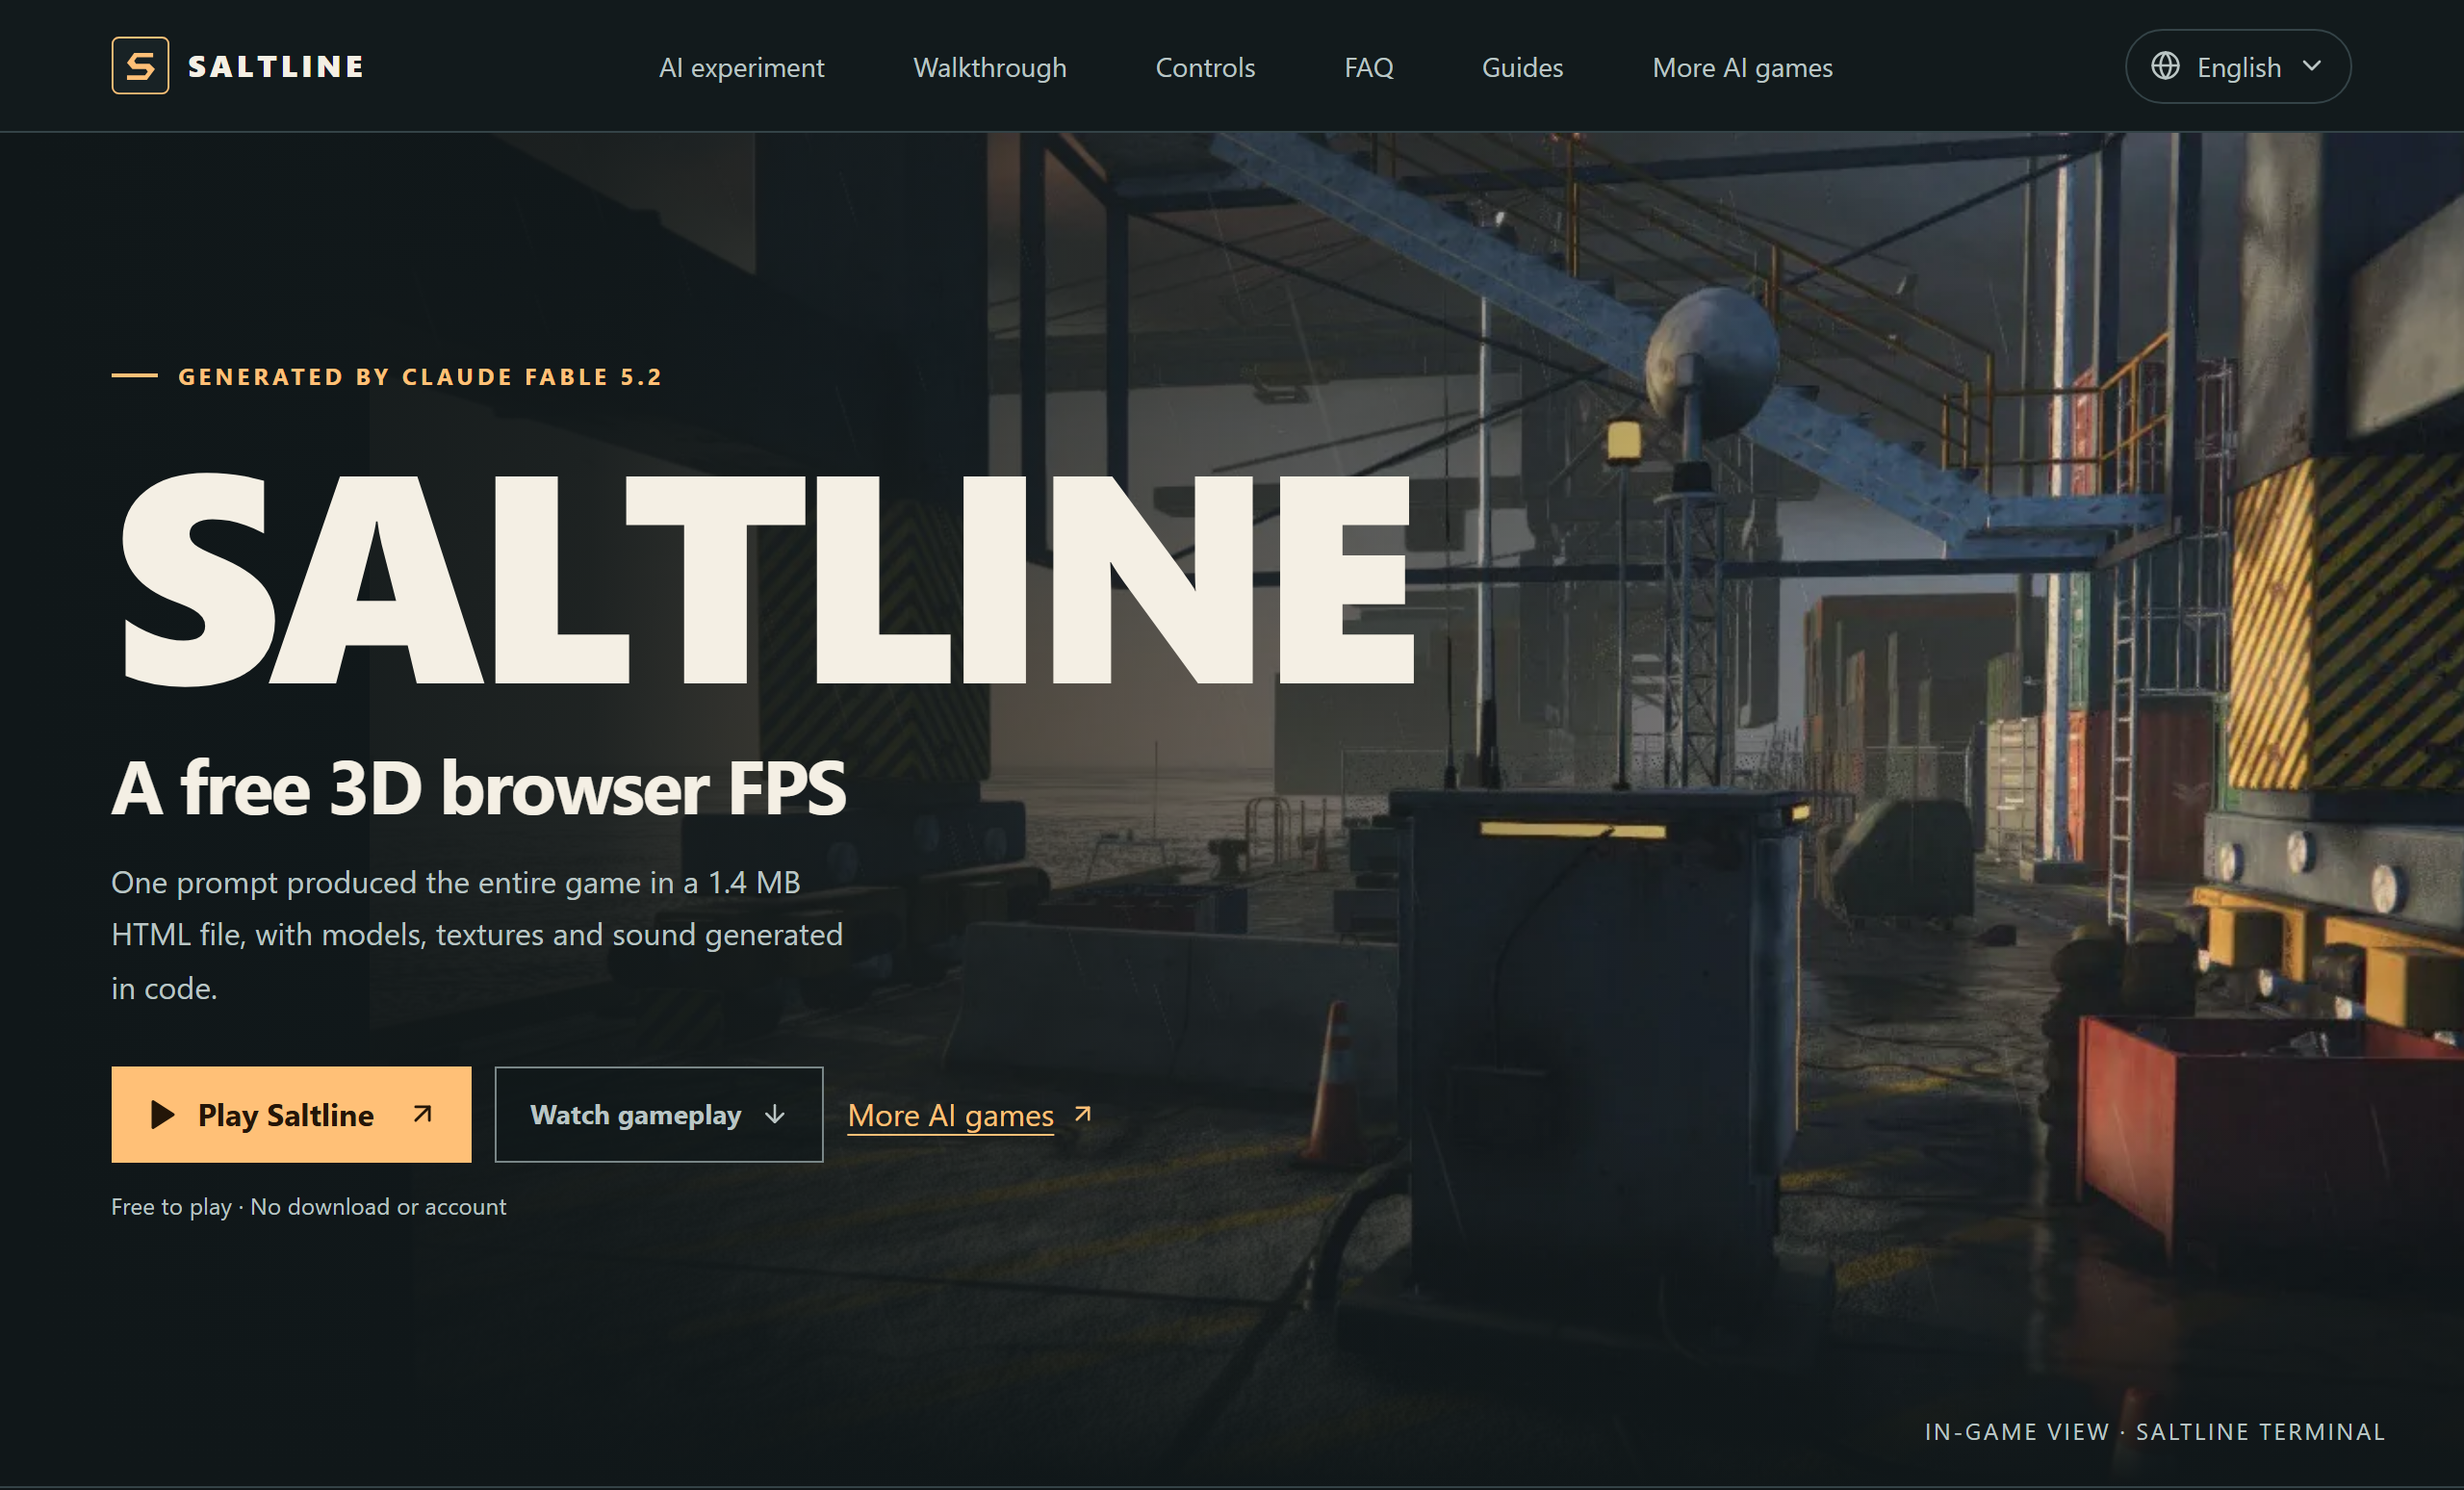 SALTLINE
AI experiment
Walkthrough
Controls
FAQ
Guides
More AI games
English
GENERATED BY CLAUDE FABLE 5.2
SALTLINE
A free 3D browser FPS
One prompt produced the entire game in a 1.4 MB
HTML file, with models, textures and sound generated
in code.
Play Saltline
Watch gameplay
More AI games
Free to play · No download or account
IN-GAME VIEW · SALTLINE TERMINAL